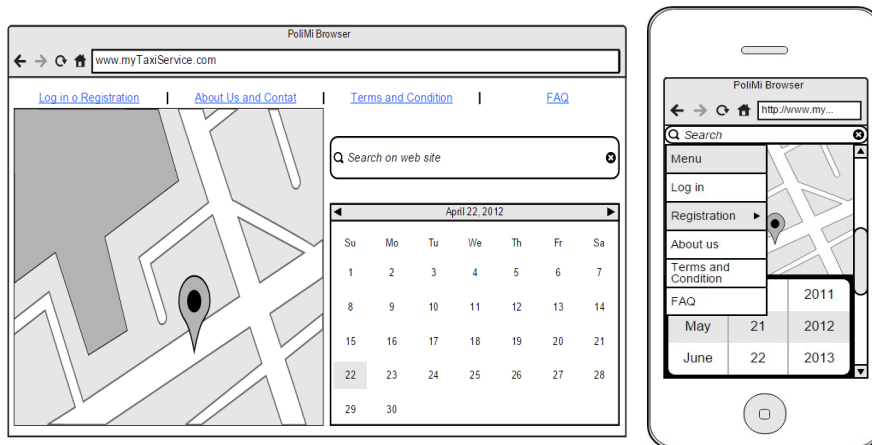 PoliMi Browser
www.myTaxiService.com
Log in o Registration About Us and Contat Terms and Condition FAQ
Search on web site
April 22, 2012
Su Mo Tu We Th Fr Sa
1 2 3 4 5 6 7
8 9 10 11 12 13 14
15 16 17 18 19 20 21
22 23 24 25 26 27 28
29 30
PoliMi Browser
http://www.my...
Search
Menu
Log in
Registration
About us
Terms and
Condition
FAQ
2011
May 21 2012
June 22 2013